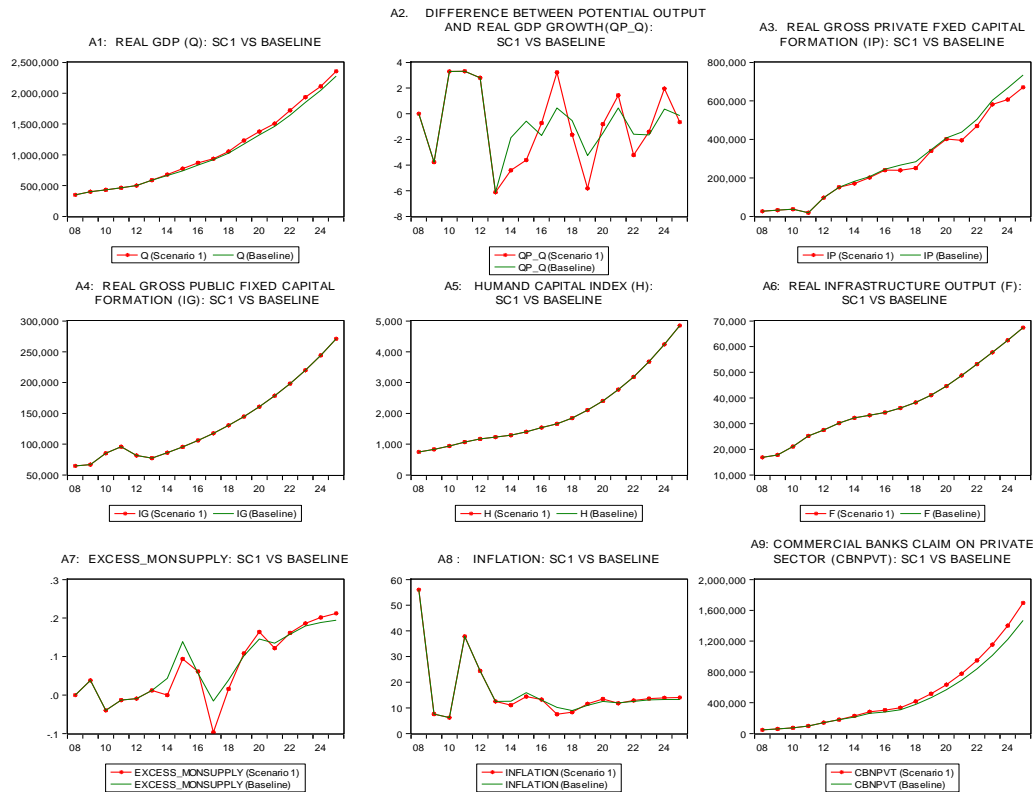 A1: REAL GDP (Q): SC1 VS BASELINE
2,500,000
2,000,000
1,500,000
1,000,000
500,000
0
08 10 12 14 16 18 20 22 24
Q (Scenario 1) Q (Baseline)
A2. DIFFERENCE BETWEEN POTENTIAL OUTPUT
AND REAL GDP GROWTH(QP_Q):
SC1 VS BASELINE
4
2
0
-2
-4
-6
-8
08 10 12 14 16 18 20 22 24
QP_Q (Scenario 1)
QP_Q (Baseline)
A3. REAL GROSS PRIVATE FXED CAPITAL
FORMATION (IP): SC1 VS BASELINE
800,000
600,000
400,000
200,000
0
08 10 12 14 16 18 20 22 24
IP (Scenario 1) IP (Baseline)
A4: REAL GROSS PUBLIC FIXED CAPITAL
FORMATION (IG): SC1 VS BASELINE
300,000
250,000
200,000
150,000
100,000
50,000
08 10 12 14 16 18 20 22 24
IG (Scenario 1) IG (Baseline)
A5: HUMAND CAPITAL INDEX (H):
SC1 VS BASELINE
5,000
4,000
3,000
2,000
1,000
0
08 10 12 14 16 18 20 22 24
H (Scenario 1) H (Baseline)
A6: REAL INFRASTRUCTURE OUTPUT (F):
SC1 VS BASELINE
70,000
60,000
50,000
40,000
30,000
20,000
10,000
08 10 12 14 16 18 20 22 24
F (Scenario 1) F (Baseline)
A7: EXCESS_MONSUPPLY: SC1 VS BASELINE
.3
.2
.1
.0
-.1
08 10 12 14 16 18 20 22 24
EXCESS_MONSUPPLY (Scenario 1)
EXCESS_MONSUPPLY (Baseline)
A8 : INFLATION: SC1 VS BASELINE
60
50
40
30
20
10
0
08 10 12 14 16 18 20 22 24
INFLATION (Scenario 1)
INFLATION (Baseline)
A9: COMMERCIAL BANKS CLAIM ON PRIVATE
SECTOR (CBNPVT): SC1 VS BASELINE
2,000,000
1,600,000
1,200,000
800,000
400,000
0
08 10 12 14 16 18 20 22 24
CBNPVT (Scenario 1)
CBNPVT (Baseline)